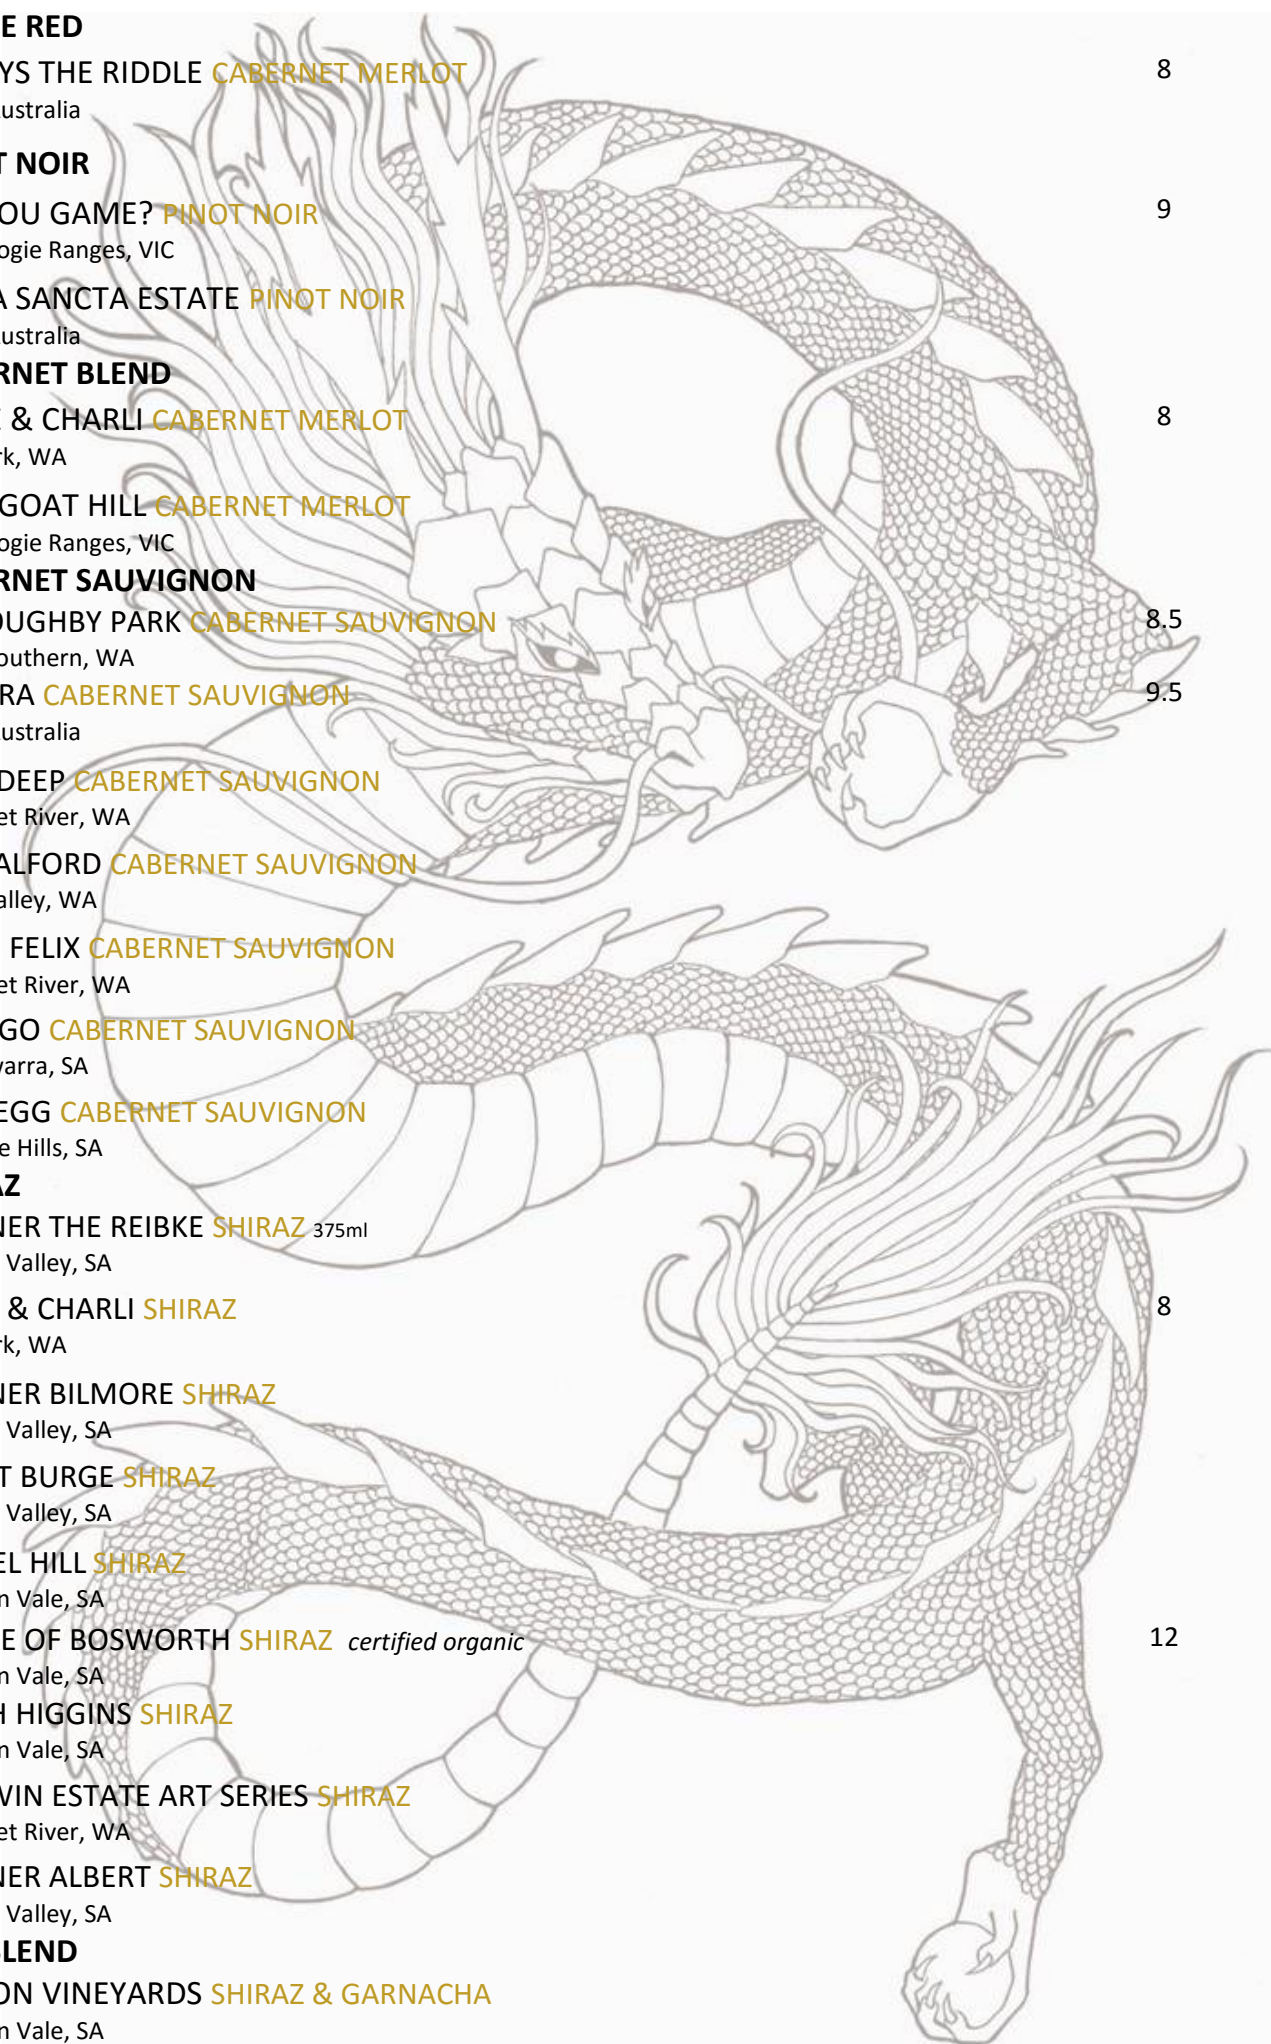 E RED
YS THE RIDDLE CABERNET MERLOT 8
ustralia
T NOIR
OU GAME? PINOT NOIR 9
ogie Ranges, VIC
A SANCTA ESTATE PINOT NOIR
ustralia
RNET BLEND
E & CHARLI CABERNET MERLOT 8
rk, WA
GOAT HILL CABERNET MERLOT
ogie Ranges, VIC
RNET SAUVIGNON
OUGHBY PARK CABERNET SAUVIGNON 8.5
outhern, WA
RA CABERNET SAUVIGNON 9.5
ustralia
DEEP CABERNET SAUVIGNON
et River, WA
ALFORD CABERNET SAUVIGNON
alley, WA
FELIX CABERNET SAUVIGNON
et River, WA
GO CABERNET SAUVIGNON
warra, SA
EGG CABERNET SAUVIGNON
e Hills, SA
AZ
NER THE REIBKE SHIRAZ 375ml
Valley, SA
& CHARLI SHIRAZ 8
rk, WA
NER BILMORE SHIRAZ
Valley, SA
T BURGE SHIRAZ
Valley, SA
EL HILL SHIRAZ
n Vale, SA
E OF BOSWORTH SHIRAZ certified organic 12
n Vale, SA
H HIGGINS SHIRAZ
n Vale, SA
WIN ESTATE ART SERIES SHIRAZ
et River, WA
NER ALBERT SHIRAZ
Valley, SA
BLEND
ON VINEYARDS SHIRAZ & GARNACHA
n Vale, SA